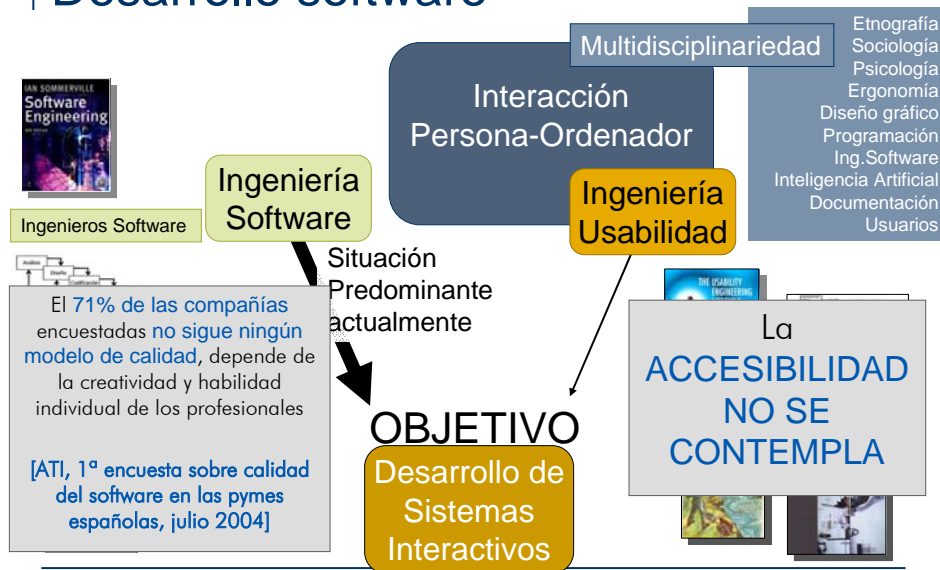 Desarrollo software
Multidisciplinariedad
Etnografía
Sociología
Psicología
Ergonomía
Diseño gráfico
Programación
Ing.Software
Inteligencia Artificial
Documentación
Usuarios
Interacción
Persona-Ordenador
IAN SOMMERVILLE
Software
Engineering
Ingeniería
Software
Ingeniería
Usabilidad
Ingenieros Software
Situación
Predominante
actualmente
Análisis
Diseño
Codificación
El 71% de las compañías
encuestadas no sigue ningún
modelo de calidad, depende de
la creatividad y habilidad
individual de los profesionales
[ATI, 1ª encuesta sobre calidad
del software en las pymes
españolas, julio 2004]
THE USABILITY
ENGINEERING
La
ACCESIBILIDAD
NO SE
CONTEMPLA
OBJETIVO
Desarrollo de
Sistemas
Interactivos